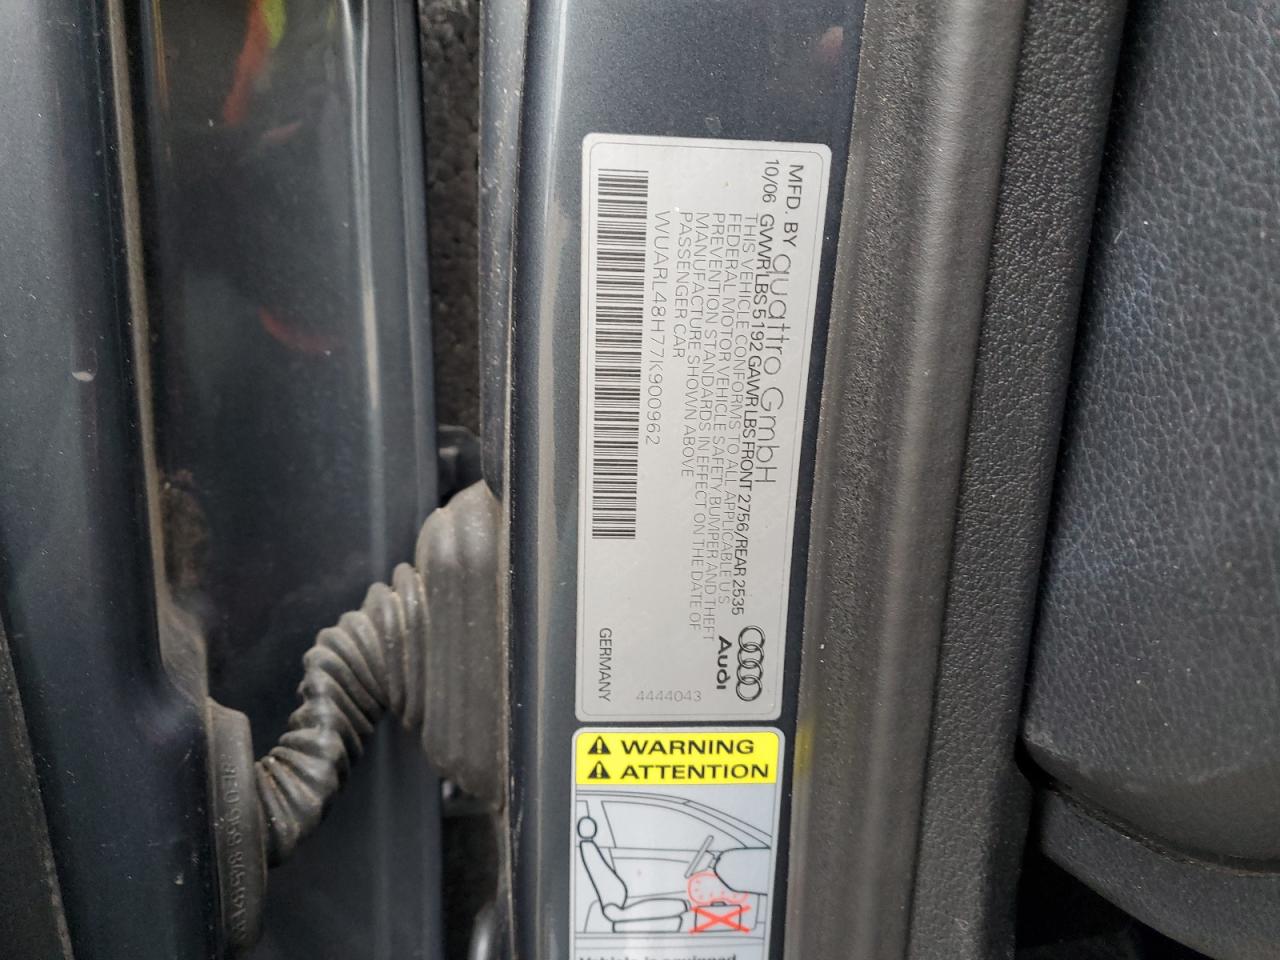 MFD. BY quattro GmbH
10/06 GVWR LBS 5192 GAWR LBS FRONT 2756/REAR 2535
THIS VEHICLE CONFORMS TO ALL APPLICABLE U S
FEDERAL MOTOR VEHICLE SAFETY BUMPER AND THEFT
PREVENTION STANDARDS IN EFFECT ON THE DATE OF
MANUFACTURE SHOWN ABOVE
PASSENGER CAR
WUARL48H77K900962
Audi
4444043
GERMANY
WARNING
ATTENTION